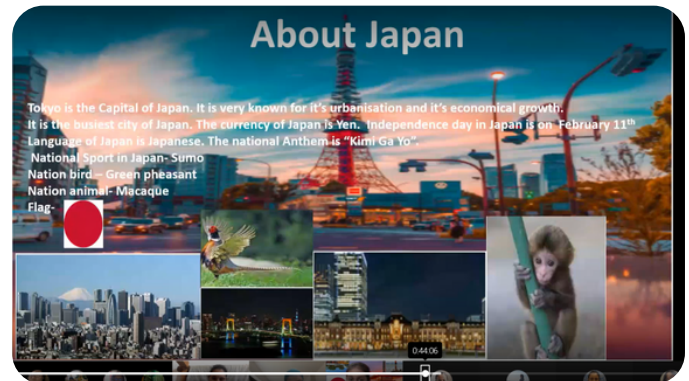 About Japan
Tokyo is the Capital of Japan. It is very known for it's urbanisation and it's economical growth.
It is the busiest city of Japan. The currency of Japan is Yen. Independence day in Japan is on February 11th
Language of Japan is Japanese. The national Anthem is "Kimi Ga Yo".
National Sport in Japan- Sumo
Nation bird – Green pheasant
Nation animal- Macaque
Flag-
0:44:06